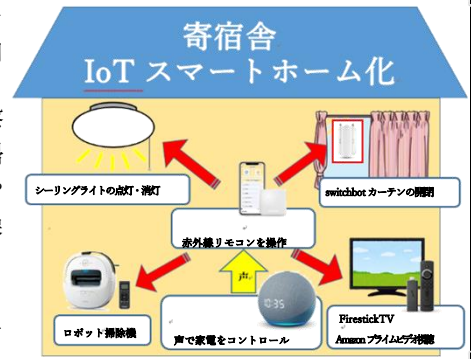 寄宿舎
IoT スマートホーム化
シーリングライトの点灯・消灯
switchbot カーテンの開閉
赤外線リモコンを操作
ロボット掃除機
声で家電をコントロール
FirestickTV
Amazon プライムビデオ視聴